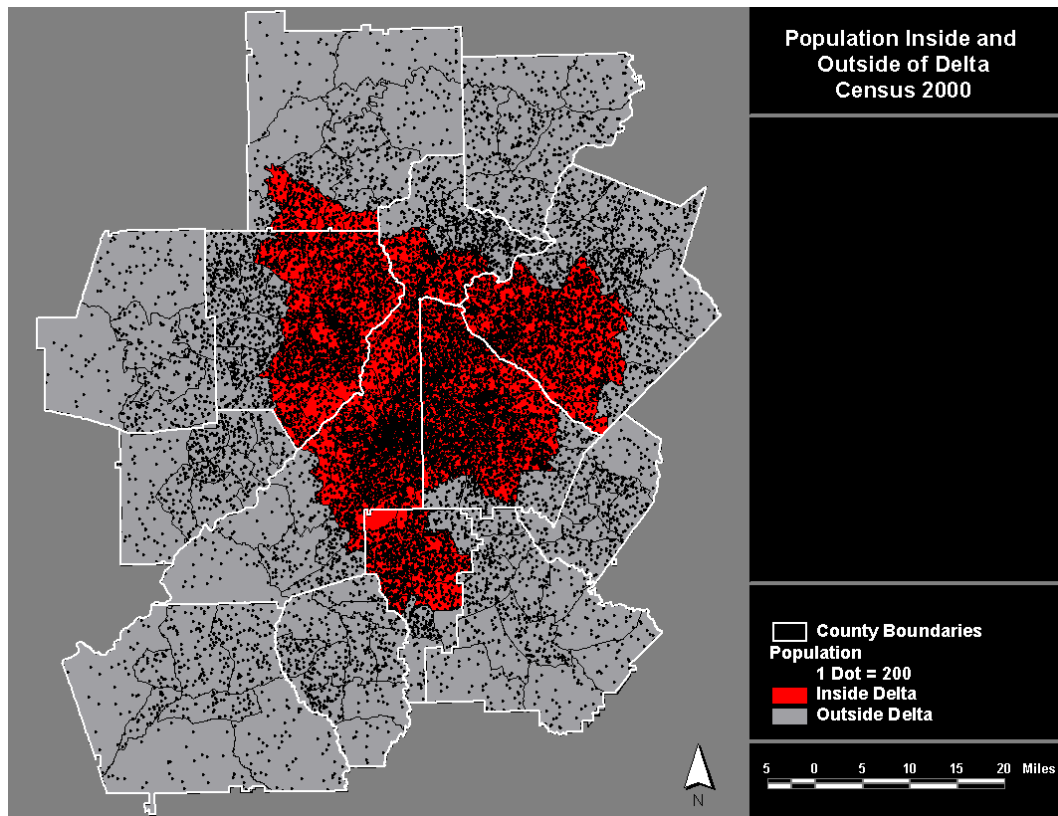 Population Inside and
Outside of Delta
Census 2000
County Boundaries
Population
1 Dot = 200
Inside Delta
Outside Delta
5 0 5 10 15 20 Miles
N